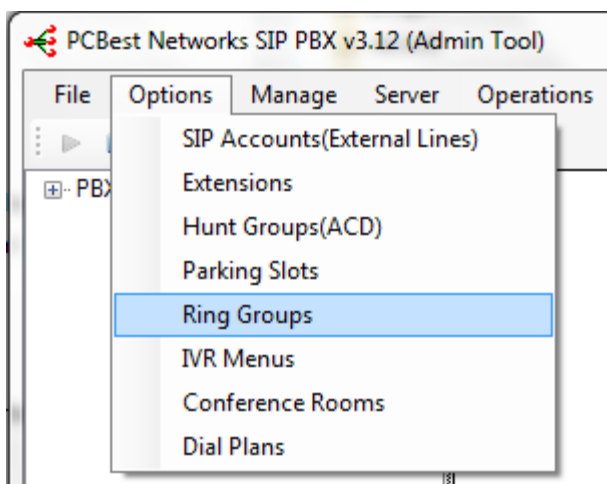 PCBest Networks SIP PBX v3.12 (Admin Tool)
File Options Manage Server Operations
SIP Accounts(External Lines)
PBX
Extensions
Hunt Groups(ACD)
Parking Slots
Ring Groups
IVR Menus
Conference Rooms
Dial Plans